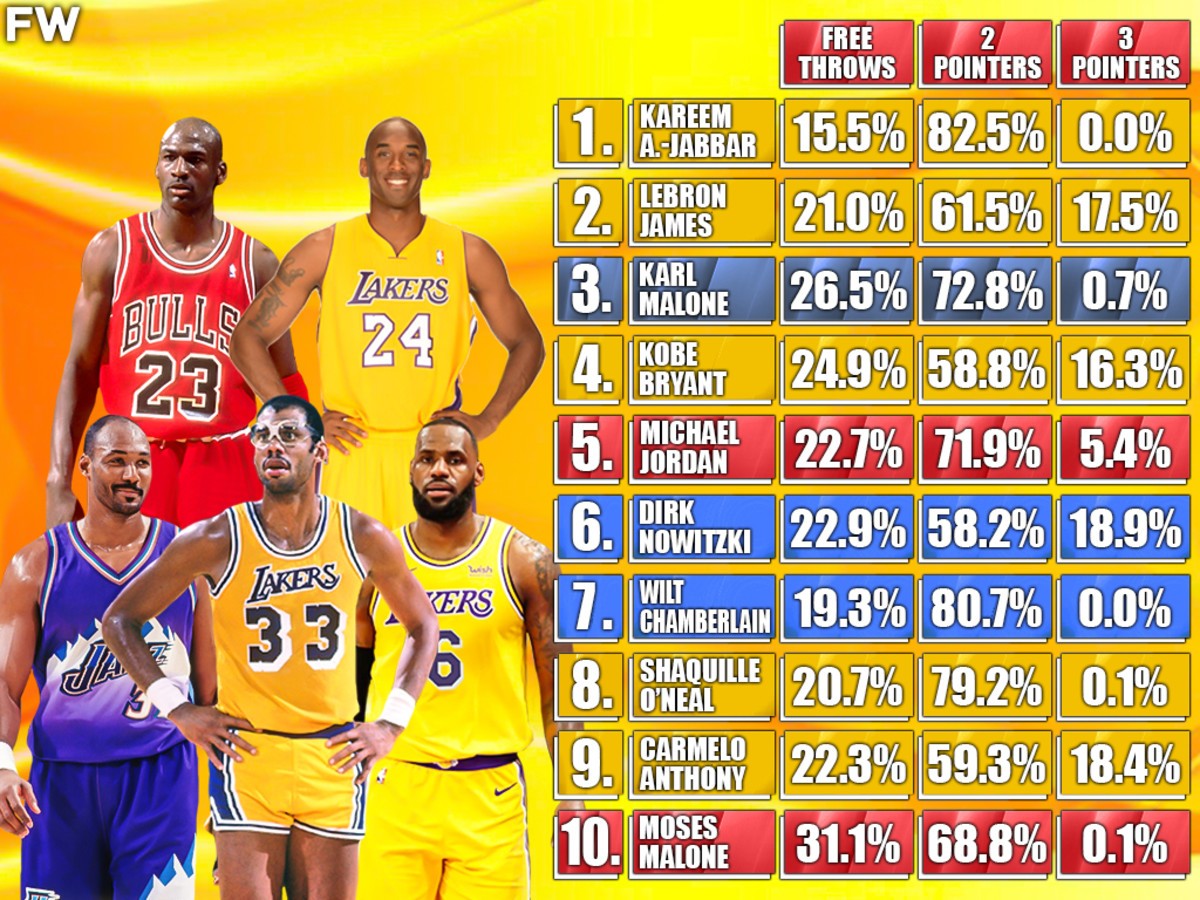 FW
FREE
THROWS
2
POINTERS
3
POINTERS
1.
KAREEM
A.-JABBAR
15.5%
82.5%
0.0%
2.
LEBRON
JAMES
21.0%
61.5%
17.5%
3.
KARL
MALONE
26.5%
72.8%
0.7%
4.
KOBE
BRYANT
24.9%
58.8%
16.3%
5.
MICHAEL
JORDAN
22.7%
71.9%
5.4%
6.
DIRK
NOWITZKI
22.9%
58.2%
18.9%
7.
WILT
CHAMBERLAIN
19.3%
80.7%
0.0%
8.
SHAQUILLE
O'NEAL
20.7%
79.2%
0.1%
9.
CARMELO
ANTHONY
22.3%
59.3%
18.4%
10.
MOSES
MALONE
31.1%
68.8%
0.1%
BULLS
23
LAKERS
24
JAZZ
3
LAKERS
33
wish
KERS
6